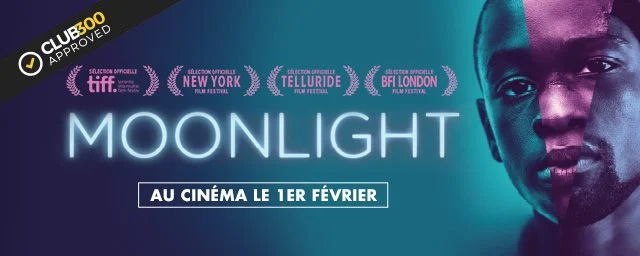 CLUB300
APPROVED
SÉLECTION OFFICIELLE
tiff.
toronto
international
film festival
SÉLECTION OFFICIELLE
NEW YORK
FILM FESTIVAL
SÉLECTION OFFICIELLE
TELLURIDE
FILM FESTIVAL
SÉLECTION OFFICIELLE
BFI LONDON
FILM FESTIVAL
MOONLIGHT
AU CINÉMA LE 1ER FÉVRIER